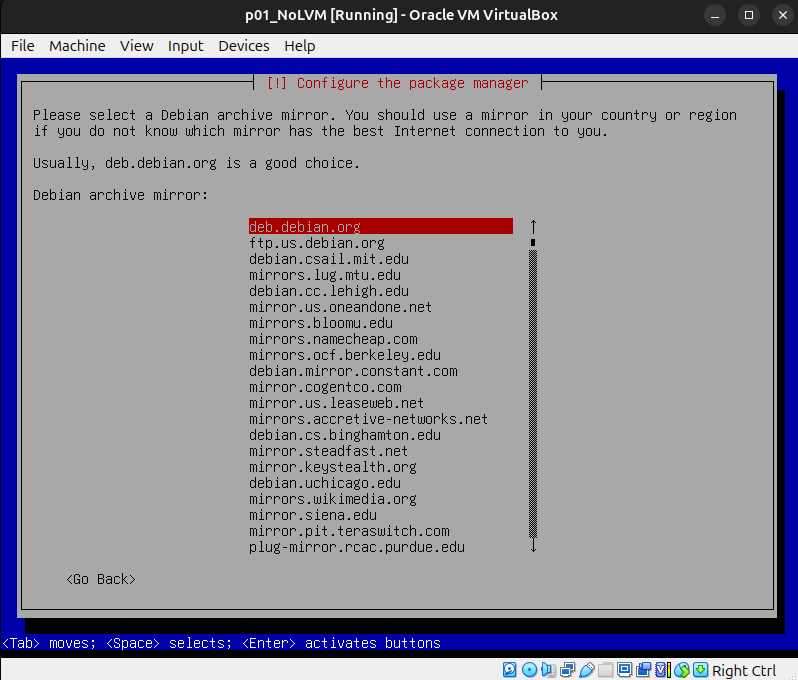 p01_NoLVM [Running] - Oracle VM VirtualBox
File Machine View Input Devices Help
[!] Configure the package manager
Please select a Debian archive mirror. You should use a mirror in your country or region
if you do not know which mirror has the best Internet connection to you.
Usually, deb.debian.org is a good choice.
Debian archive mirror:
deb.debian.org
ftp.us.debian.org
debian.csail.mit.edu
mirrors.lug.mtu.edu
debian.cc.lehigh.edu
mirror.us.oneandone.net
mirrors.bloomu.edu
mirrors.namecheap.com
mirrors.ocf.berkeley.edu
debian.mirror.constant.com
mirror.cogentco.com
mirror.us.leaseweb.net
mirrors.accretive-networks.net
debian.cs.binghamton.edu
mirror.steadfast.net
mirror.keystealth.org
debian.uchicago.edu
mirrors.wikimedia.org
mirror.siena.edu
mirror.pit.teraswitch.com
plug-mirror.rcac.purdue.edu
<Go Back>
<Tab> moves; <Space> selects; <Enter> activates buttons
Right Ctrl